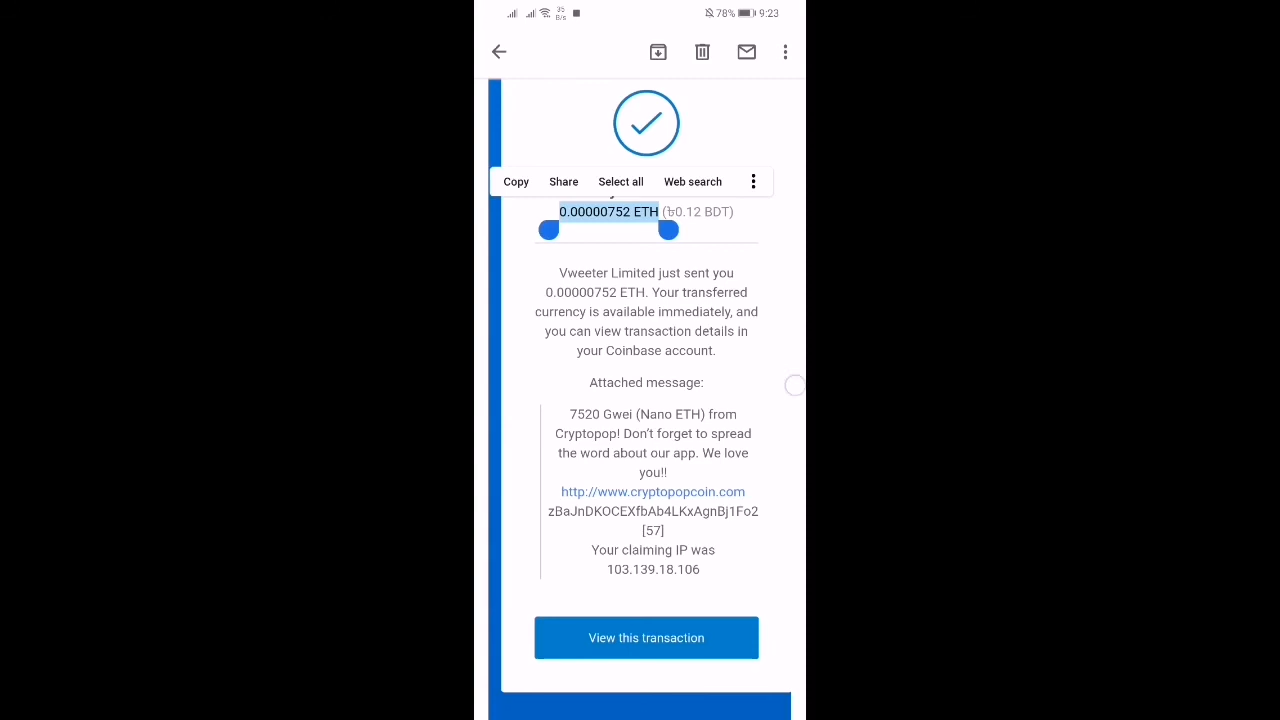 35
B/s
78%
9:23
Copy
Share
Select all
Web search
0.00000752 ETH (৳0.12 BDT)
Vweeter Limited just sent you
0.00000752 ETH. Your transferred
currency is available immediately, and
you can view transaction details in
your Coinbase account.
Attached message:
7520 Gwei (Nano ETH) from
Cryptopop! Don't forget to spread
the word about our app. We love
you!!
http://www.cryptopopcoin.com
zBaJnDKOCEXfbAb4LKxAgnBj1Fo2
[57]
Your claiming IP was
103.139.18.106
View this transaction